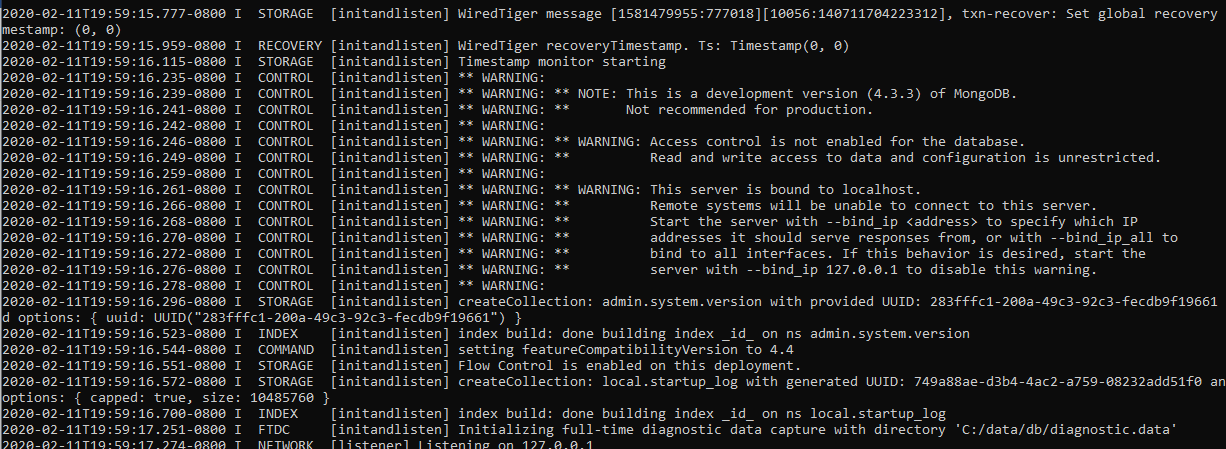 2020-02-11T19:59:15.777-0800 I  STORAGE  [initandlisten] WiredTiger message [1581479955:777018][10056:140711704223312], txn-recover: Set global recovery
mestamp: (0, 0)
2020-02-11T19:59:15.959-0800 I  RECOVERY [initandlisten] WiredTiger recoveryTimestamp. Ts: Timestamp(0, 0)
2020-02-11T19:59:16.115-0800 I  STORAGE  [initandlisten] Timestamp monitor starting
2020-02-11T19:59:16.235-0800 I  CONTROL  [initandlisten] ** WARNING:
2020-02-11T19:59:16.239-0800 I  CONTROL  [initandlisten] ** WARNING: ** NOTE: This is a development version (4.3.3) of MongoDB.
2020-02-11T19:59:16.241-0800 I  CONTROL  [initandlisten] ** WARNING: **       Not recommended for production.
2020-02-11T19:59:16.242-0800 I  CONTROL  [initandlisten] ** WARNING:
2020-02-11T19:59:16.246-0800 I  CONTROL  [initandlisten] ** WARNING: ** WARNING: Access control is not enabled for the database.
2020-02-11T19:59:16.249-0800 I  CONTROL  [initandlisten] ** WARNING: **          Read and write access to data and configuration is unrestricted.
2020-02-11T19:59:16.259-0800 I  CONTROL  [initandlisten] ** WARNING:
2020-02-11T19:59:16.261-0800 I  CONTROL  [initandlisten] ** WARNING: ** WARNING: This server is bound to localhost.
2020-02-11T19:59:16.266-0800 I  CONTROL  [initandlisten] ** WARNING: **          Remote systems will be unable to connect to this server.
2020-02-11T19:59:16.268-0800 I  CONTROL  [initandlisten] ** WARNING: **          Start the server with --bind_ip <address> to specify which IP
2020-02-11T19:59:16.270-0800 I  CONTROL  [initandlisten] ** WARNING: **          addresses it should serve responses from, or with --bind_ip_all to
2020-02-11T19:59:16.272-0800 I  CONTROL  [initandlisten] ** WARNING: **          bind to all interfaces. If this behavior is desired, start the
2020-02-11T19:59:16.276-0800 I  CONTROL  [initandlisten] ** WARNING: **          server with --bind_ip 127.0.0.1 to disable this warning.
2020-02-11T19:59:16.278-0800 I  CONTROL  [initandlisten] ** WARNING:
2020-02-11T19:59:16.296-0800 I  STORAGE  [initandlisten] createCollection: admin.system.version with provided UUID: 283fffc1-200a-49c3-92c3-fecdb9f19661
d options: { uuid: UUID("283fffc1-200a-49c3-92c3-fecdb9f19661") }
2020-02-11T19:59:16.523-0800 I  INDEX    [initandlisten] index build: done building index _id_ on ns admin.system.version
2020-02-11T19:59:16.544-0800 I  COMMAND  [initandlisten] setting featureCompatibilityVersion to 4.4
2020-02-11T19:59:16.551-0800 I  STORAGE  [initandlisten] Flow Control is enabled on this deployment.
2020-02-11T19:59:16.572-0800 I  STORAGE  [initandlisten] createCollection: local.startup_log with generated UUID: 749a88ae-d3b4-4ac2-a759-08232add51f0 an
options: { capped: true, size: 10485760 }
2020-02-11T19:59:16.700-0800 I  INDEX    [initandlisten] index build: done building index _id_ on ns local.startup_log
2020-02-11T19:59:17.251-0800 I  FTDC     [initandlisten] Initializing full-time diagnostic data capture with directory 'C:/data/db/diagnostic.data'
2020-02-11T19:59:17.274-0800 I  NETWORK  [listener] Listening on 127.0.0.1